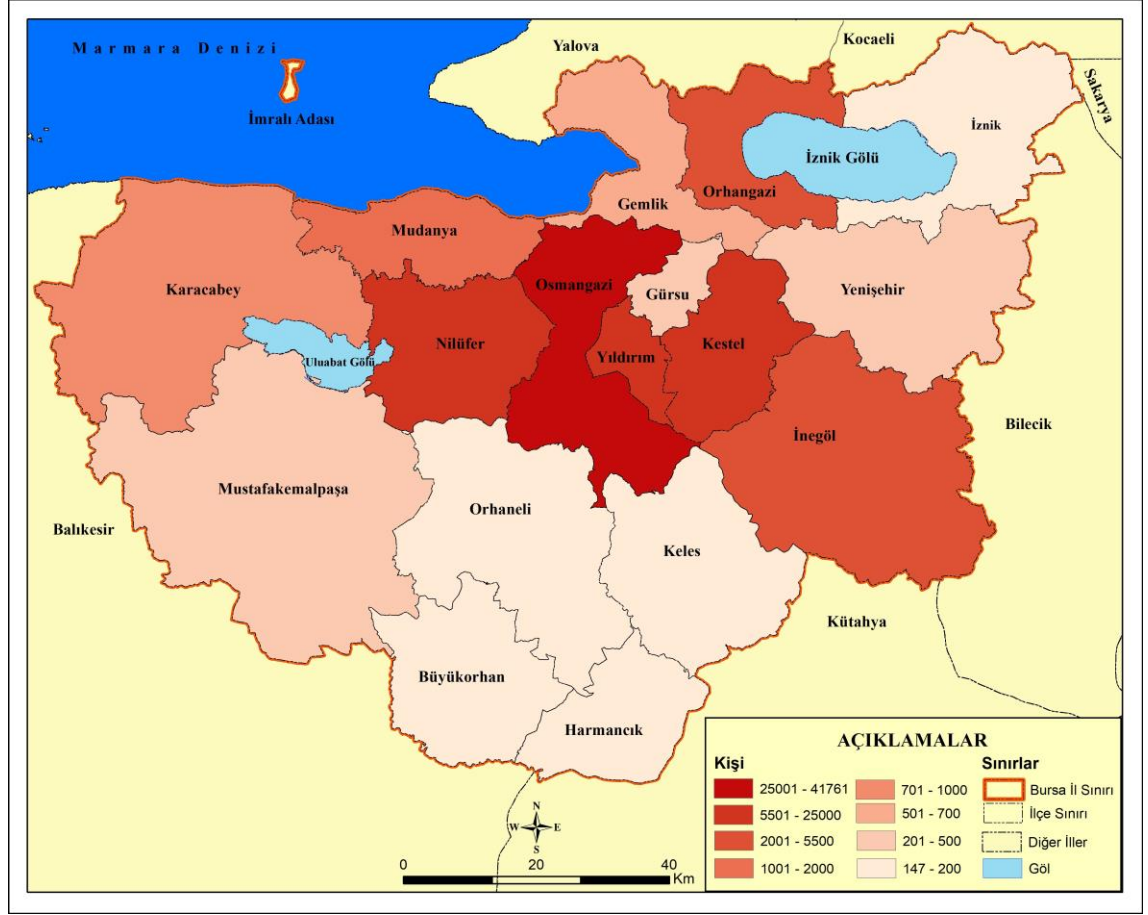 Marmara Denizi
Yalova
Kocaeli
Sakarya
İmralı Adası
İznik
İznik Gölü
Orhangazi
Gemlik
Mudanya
Karacabey
Osmangazi
Gürsu
Yenişehir
Nilüfer
Yıldırım
Kestel
Uluabat Gölü
İnegöl
Bilecik
Mustafakemalpaşa
Orhaneli
Keles
Balıkesir
Kütahya
Büyükorhan
Harmancık
AÇIKLAMALAR
Kişi
Sınırlar
25001 - 41761
701 - 1000
Bursa İl Sınırı
5501 - 25000
501 - 700
İlçe Sınırı
2001 - 5500
201 - 500
Diğer İller
1001 - 2000
147 - 200
Göl
N
W E
S
0 20 40
Km